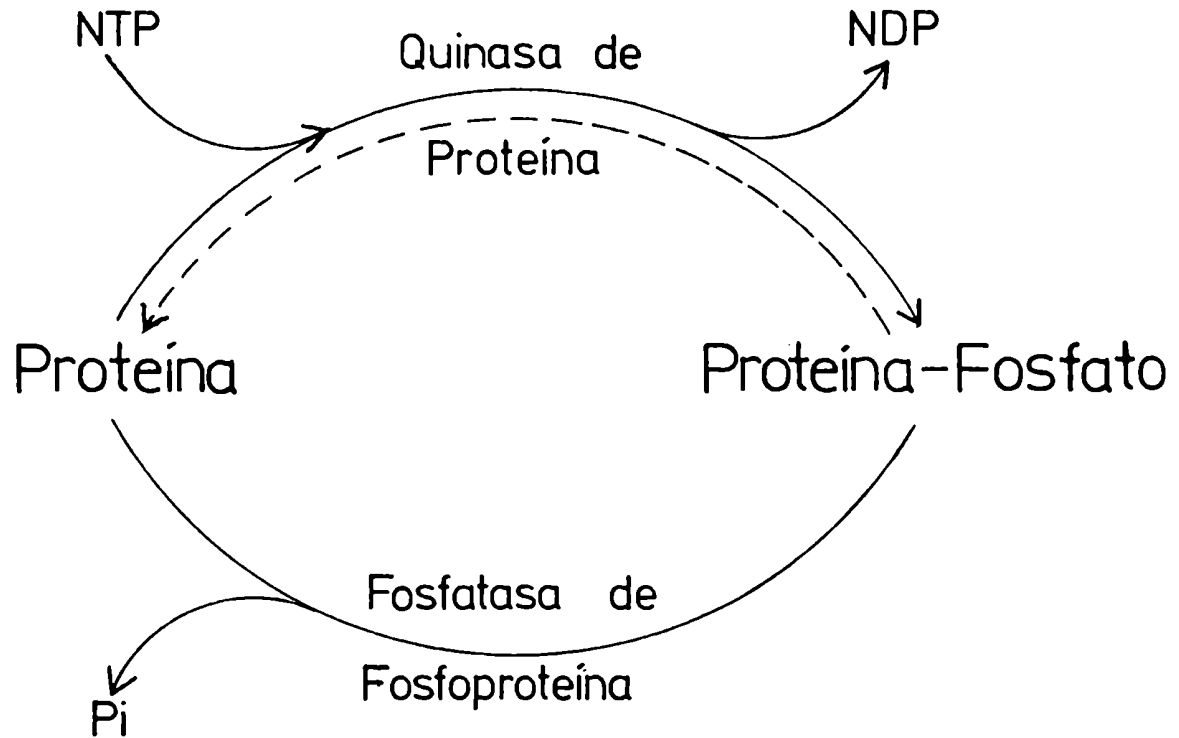 NTP
NDP
Quinasa de
Proteína
Proteína
Proteína-Fosfato
Fosfatasa de
Fosfoproteína
Pi